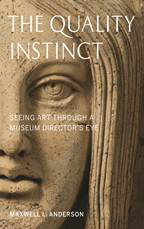 THE QUALITY
INSTINCT
SEEING ART THROUGH A
MUSEUM DIRECTOR'S EYE
MAXWELL L. ANDERSON